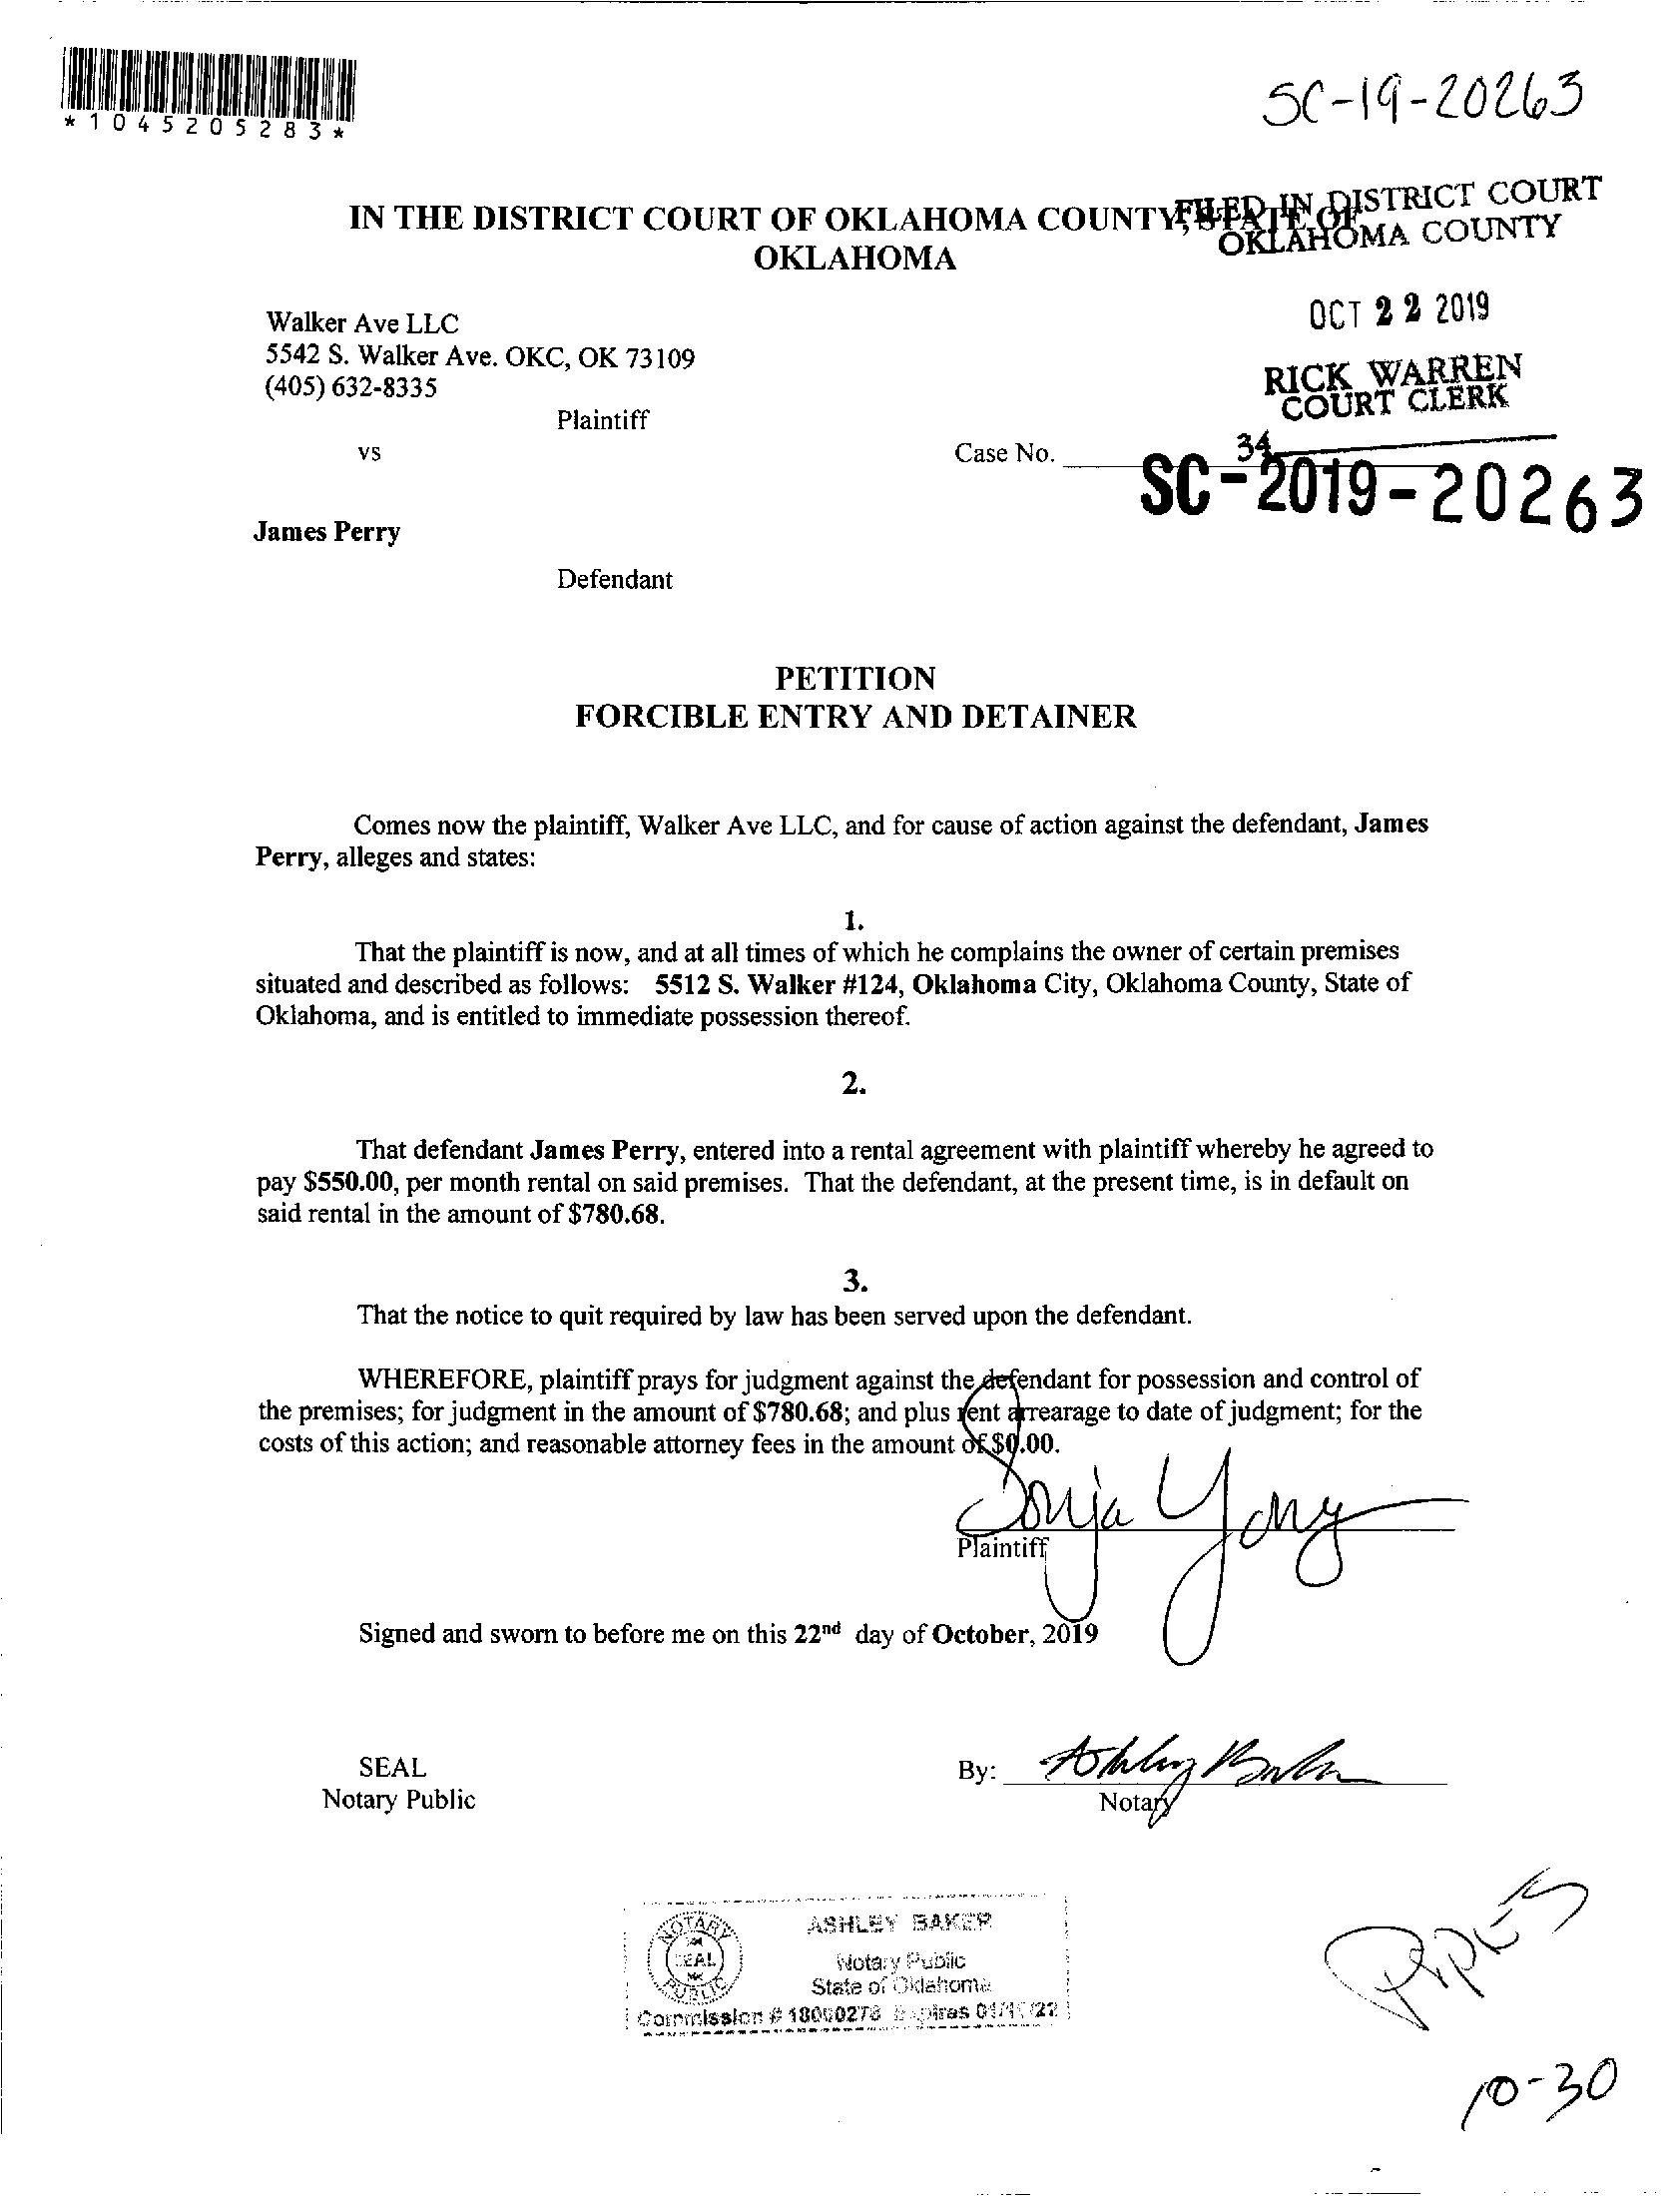 *1045205283*
SC-19-20263
IN THE DISTRICT COURT OF OKLAHOMA COUNTY, STATE OF
OKLAHOMA
FILED IN DISTRICT COURT
OKLAHOMA COUNTY
OCT 22 2019
RICK WARREN
COURT CLERK
34
Walker Ave LLC
5542 S. Walker Ave. OKC, OK 73109
(405) 632-8335
Plaintiff
vs
Case No.
SC-2019-20263
James Perry
Defendant
PETITION
FORCIBLE ENTRY AND DETAINER
Comes now the plaintiff, Walker Ave LLC, and for cause of action against the defendant, James
Perry, alleges and states:
1.
That the plaintiff is now, and at all times of which he complains the owner of certain premises
situated and described as follows: 5512 S. Walker #124, Oklahoma City, Oklahoma County, State of
Oklahoma, and is entitled to immediate possession thereof.
2.
That defendant James Perry, entered into a rental agreement with plaintiff whereby he agreed to
pay $550.00, per month rental on said premises. That the defendant, at the present time, is in default on
said rental in the amount of $780.68.
3.
That the notice to quit required by law has been served upon the defendant.
WHEREFORE, plaintiff prays for judgment against the defendant for possession and control of
the premises; for judgment in the amount of $780.68; and plus rent arrearage to date of judgment; for the
costs of this action; and reasonable attorney fees in the amount of $0.00.
Sonja Yong
Plaintiff
Signed and sworn to before me on this 22nd day of October, 2019
SEAL
Notary Public
By: Ashley Baker
Notary
NOTARY
SEAL
PUBLIC
ASHLEY BAKER
Notary Public
State of Oklahoma
Commission # Expires
10-30